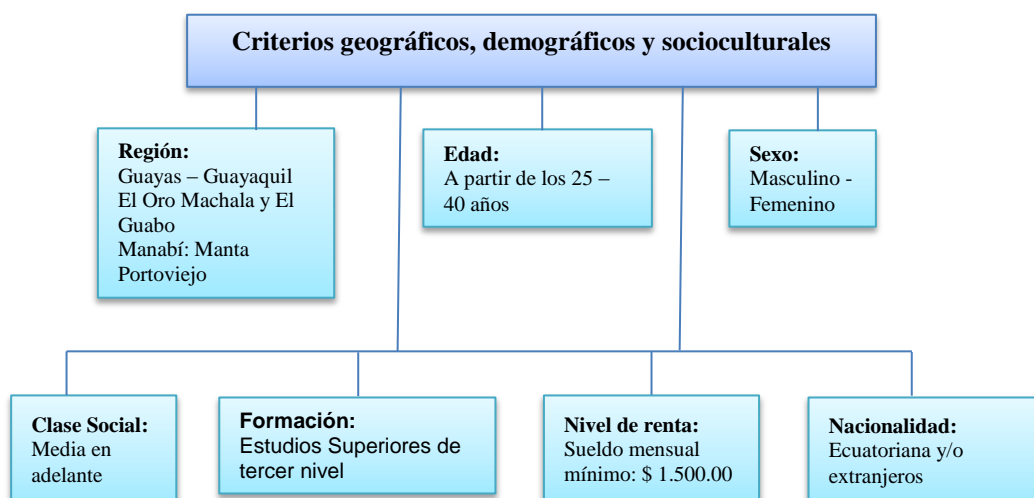 Criterios geográficos, demográficos y socioculturales
Región:
Guayas – Guayaquil
El Oro Machala y El
Guabo
Manabí: Manta
Portoviejo
Edad:
A partir de los 25 –
40 años
Sexo:
Masculino -
Femenino
Clase Social:
Media en
adelante
Formación:
Estudios Superiores de
tercer nivel
Nivel de renta:
Sueldo mensual
mínimo: $ 1.500.00
Nacionalidad:
Ecuatoriana y/o
extranjeros